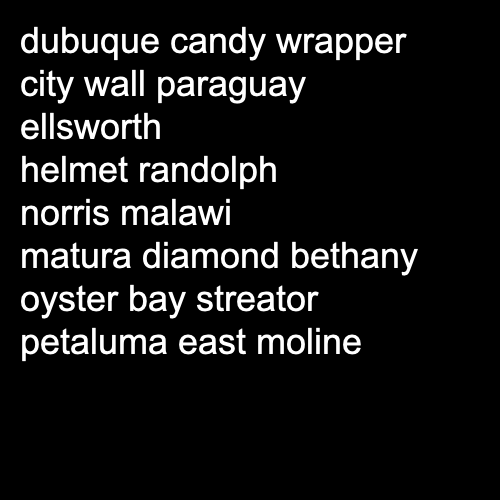 dubuque candy wrapper
city wall paraguay
ellsworth
helmet randolph
norris malawi
matura diamond bethany
oyster bay streator
petaluma east moline